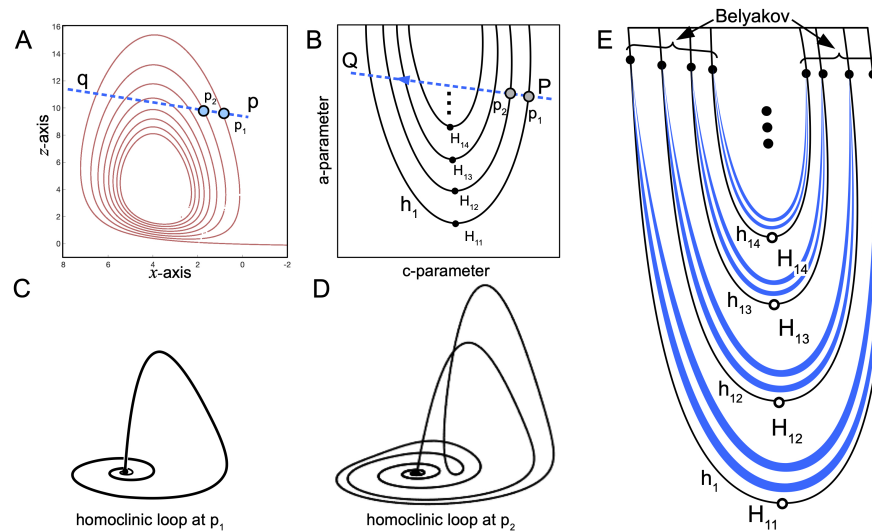 A
16
14
12
10
8
6
4
2
0
z-axis
q
p
p2
p1
8
6
4
2
0
-2
x-axis
B
Q
P
p2
p1
a-parameter
H14
H13
H12
H11
h1
c-parameter
C
homoclinic loop at p1
D
homoclinic loop at p2
E
Belyakov
h14
H14
h13
H13
h12
H12
h1
H11